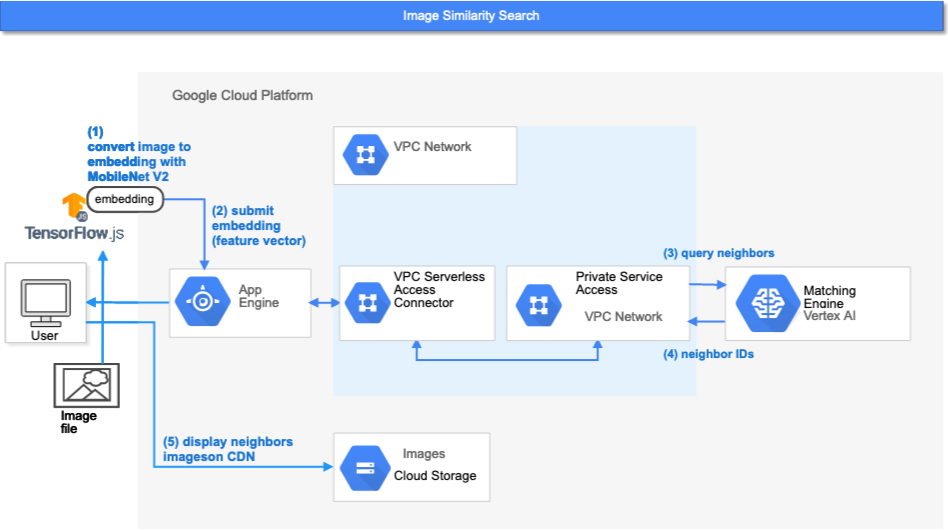 Image Similarity Search
Google Cloud Platform
(1)
convert image to
embedding with
MobileNet V2
embedding
JS
TensorFlow.js
(2) submit
embedding
(feature vector)
VPC Network
User
App
Engine
VPC Serverless
Access
Connector
Private Service
Access
VPC Network
(3) query neighbors
Matching
Engine
Vertex AI
(4) neighbor IDs
Image
file
(5) display neighbors
imageson CDN
Images
Cloud Storage